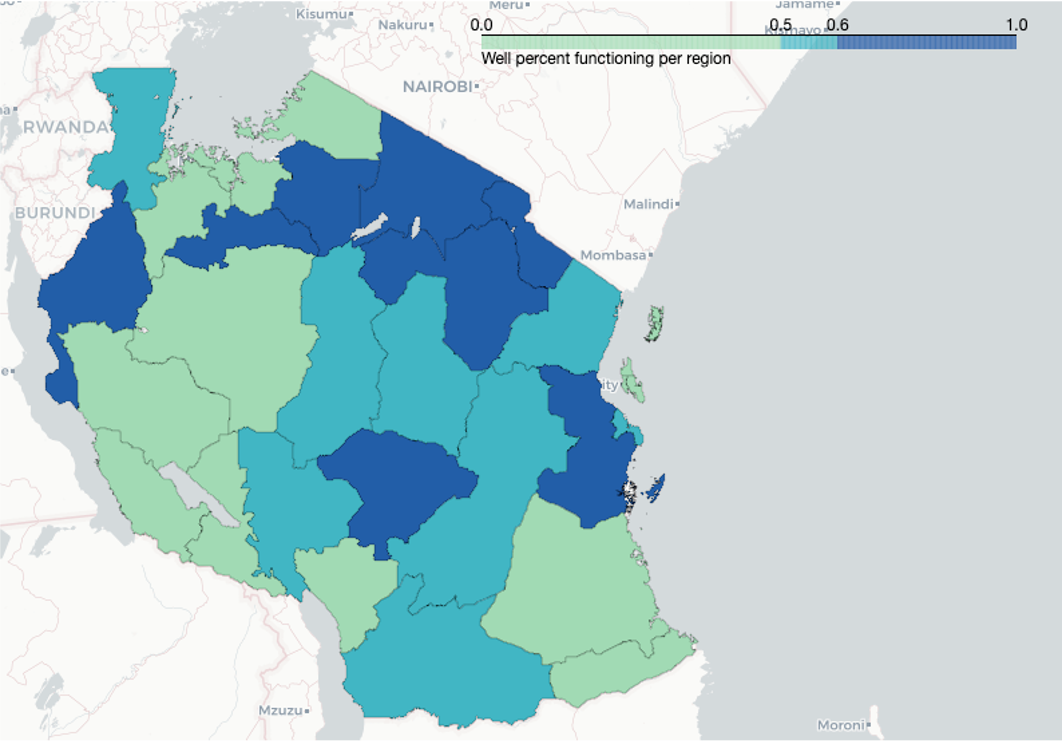 Meru
Jamame
Kisumu
Nakuru
0.0 0.5 0.6 1.0
Kismayo
Well percent functioning per region
NAIROBI
RWANDA
Malindi
BURUNDI
Mombasa
ity
Mzuzu
Moroni